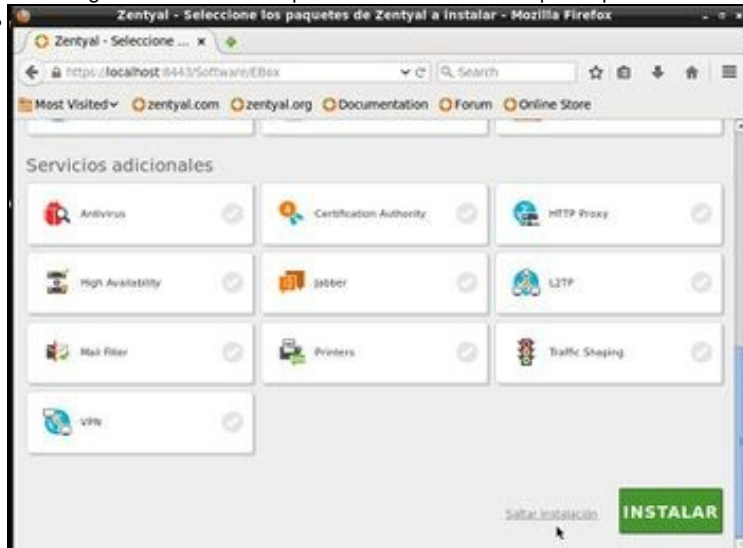 Zentyal - Seleccione los paquetes de Zentyal a instalar - Mozilla Firefox
Zentyal - Seleccione ...
https://localhost:8443/Software/EBox
Search
Most Visited zentyal.com zentyal.org Documentation Forum Online Store
Servicios adicionales
Antivirus Certification Authority HTTP Proxy
High Availability Jabber L2TP
Mail Filter Printers Traffic Shaping
VPN
Saltar instalación INSTALAR